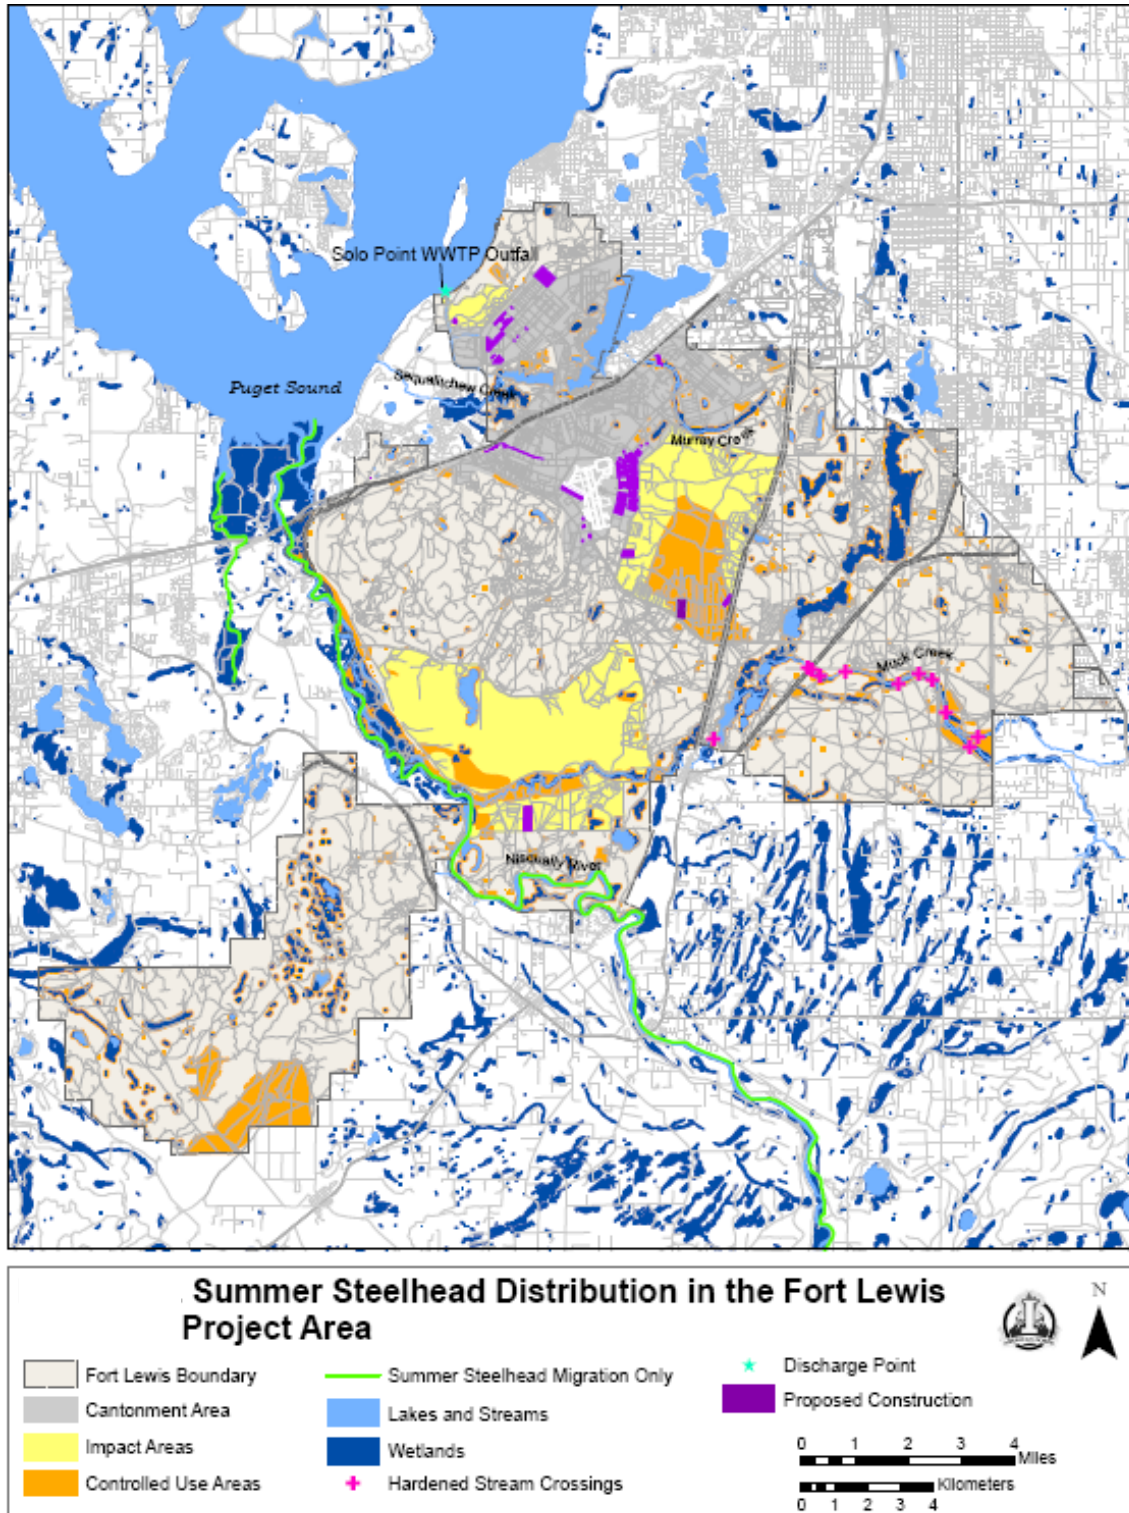 Solo Point WWTP Outfall
Puget Sound
Sequalitchew Creek
Murray Creek
Muck Creek
Nisqually River
. Summer Steelhead Distribution in the Fort Lewis
Project Area
N
Fort Lewis Boundary
Summer Steelhead Migration Only
Discharge Point
Cantonment Area
Lakes and Streams
Proposed Construction
Impact Areas
Wetlands
0 1 2 3 4
Miles
Controlled Use Areas
Hardened Stream Crossings
Kilometers
0 1 2 3 4